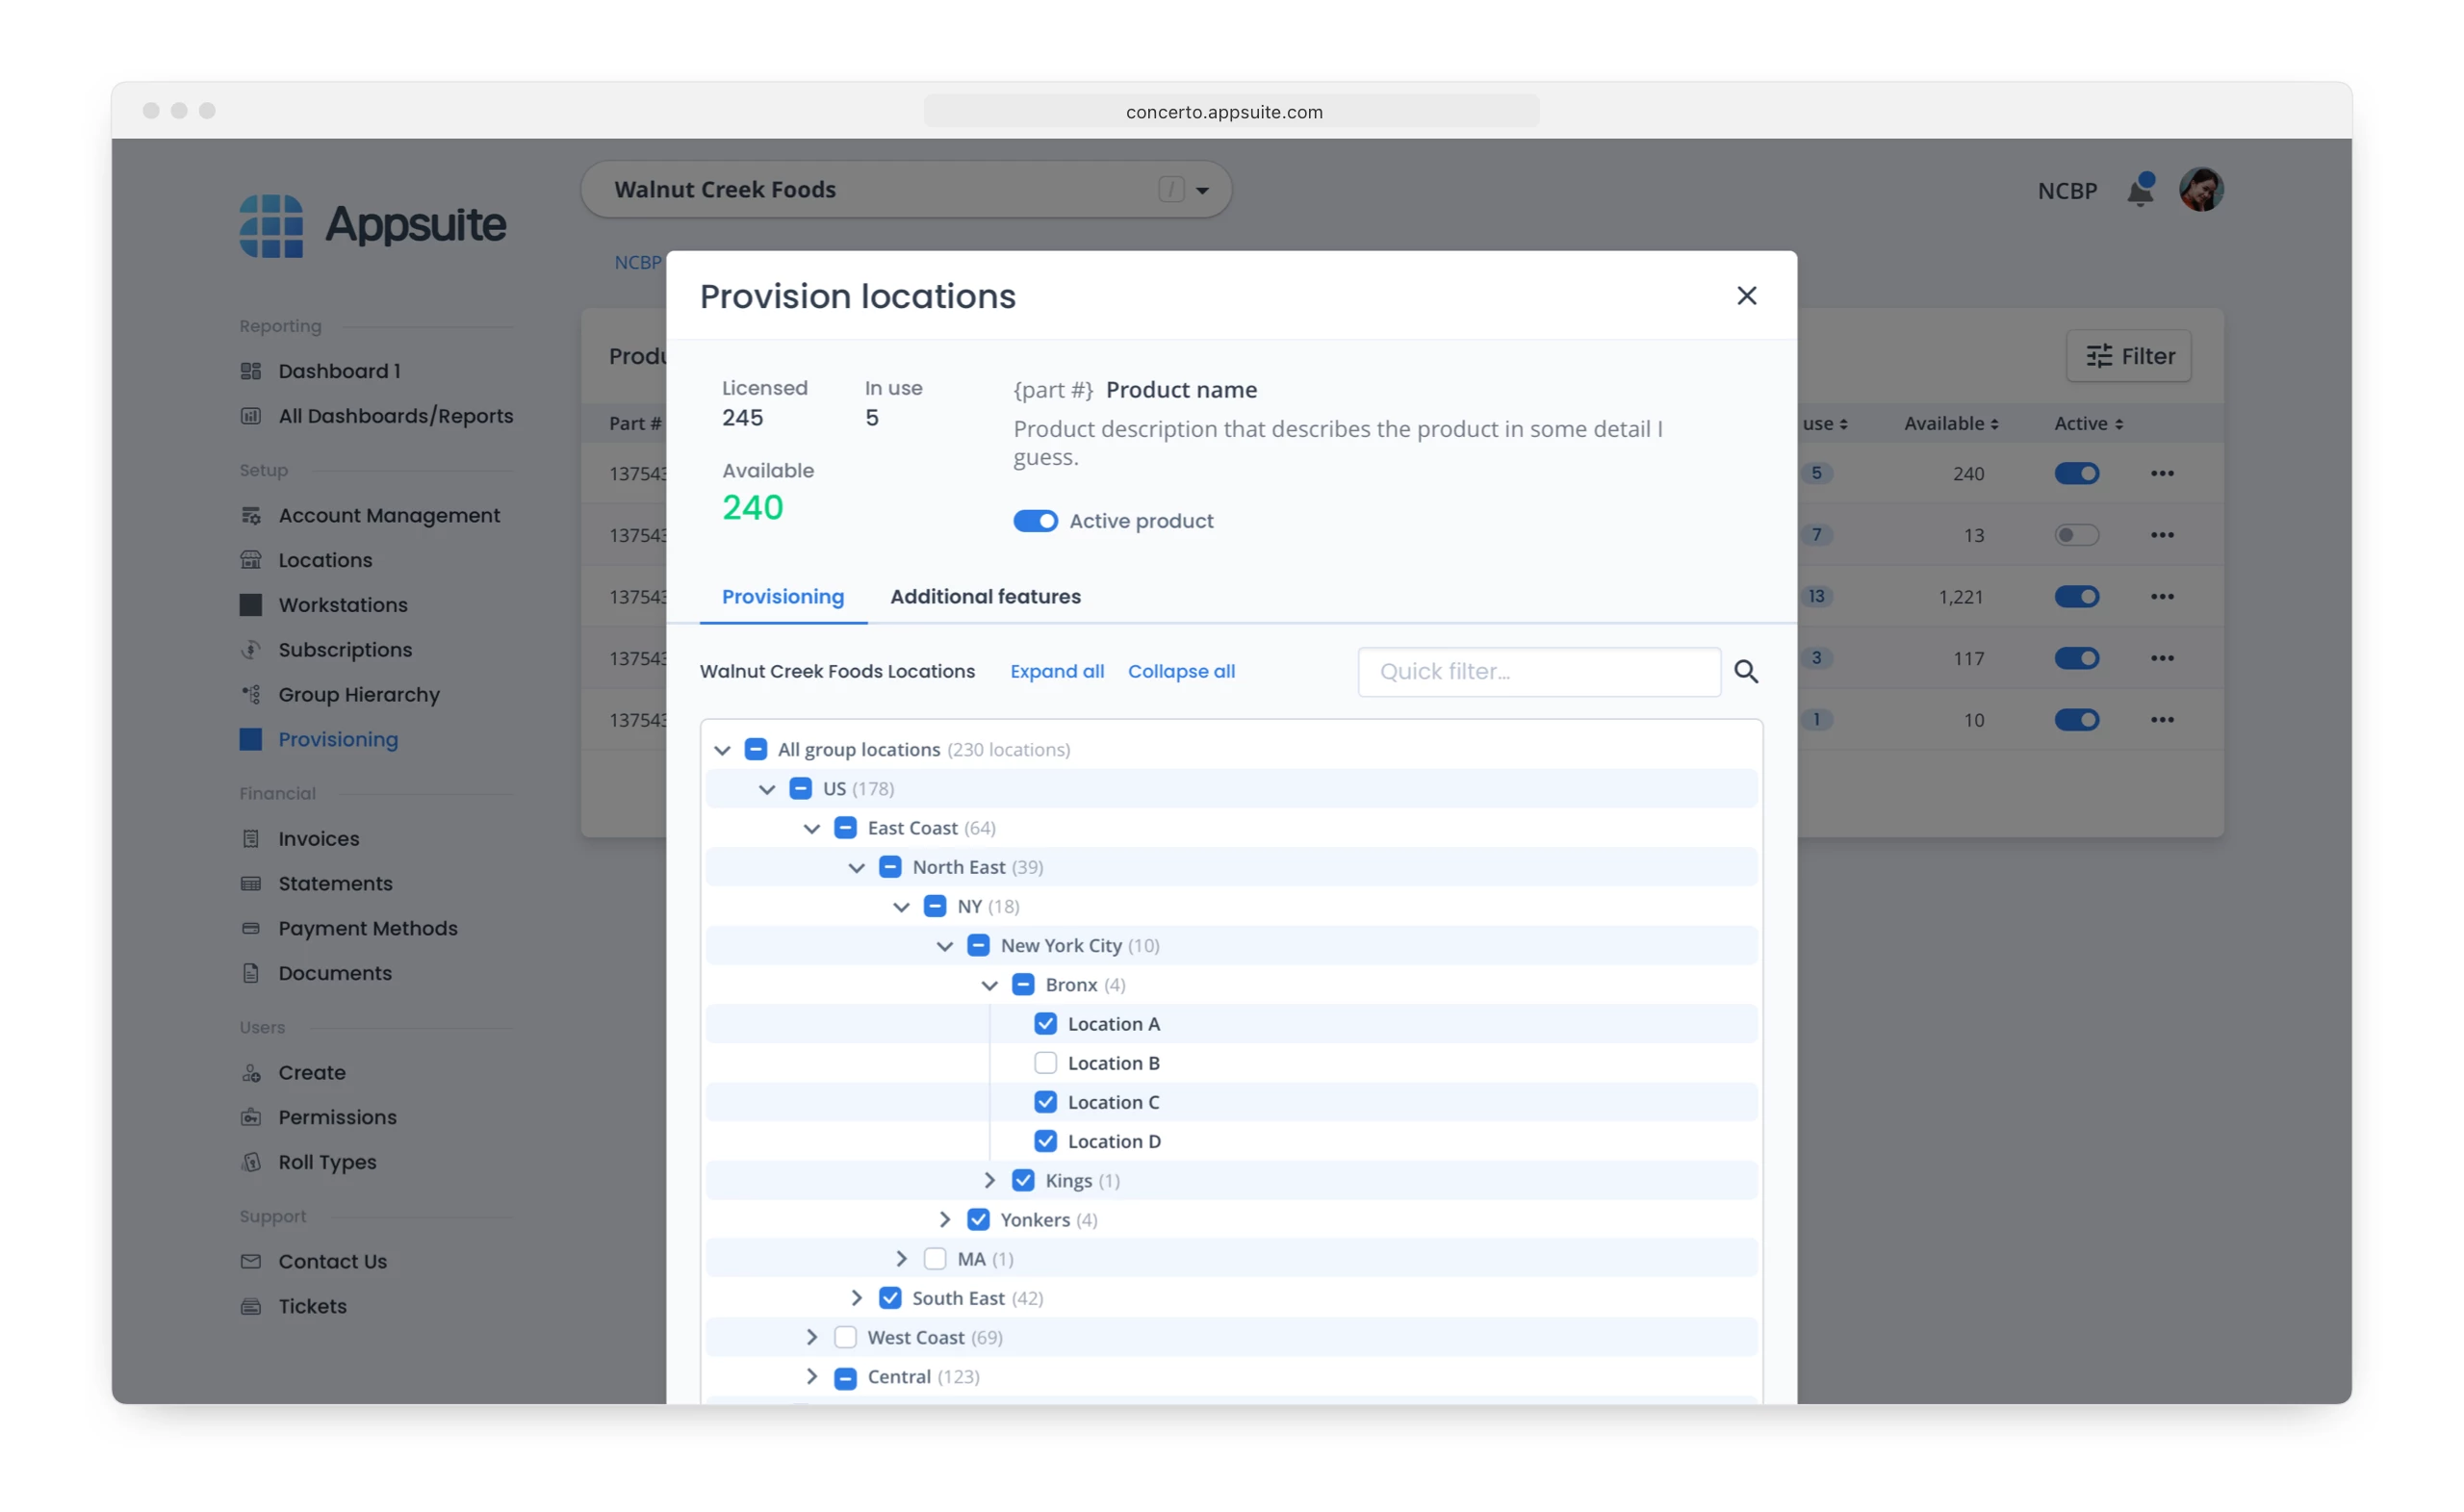 concerto.appsuite.com
Appsuite
Walnut Creek Foods /
NCBP
NCBP
Reporting
Dashboard 1
All Dashboards/Reports
Setup
Account Management
Locations
Workstations
Subscriptions
Group Hierarchy
Provisioning
Financial
Invoices
Statements
Payment Methods
Documents
Users
Create
Permissions
Roll Types
Support
Contact Us
Tickets
Provision locations
Licensed
245
In use
5
Available
240
{part #} Product name
Product description that describes the product in some detail I
guess.
Active product
Provisioning
Additional features
Walnut Creek Foods Locations
Expand all
Collapse all
Quick filter...
All group locations (230 locations)
US (178)
East Coast (64)
North East (39)
NY (18)
New York City (10)
Bronx (4)
Location A
Location B
Location C
Location D
Kings (1)
Yonkers (4)
MA (1)
South East (42)
West Coast (69)
Central (123)
Filter
Part #
use
Available
Active
5 240
7 13
13 1,221
3 117
1 10